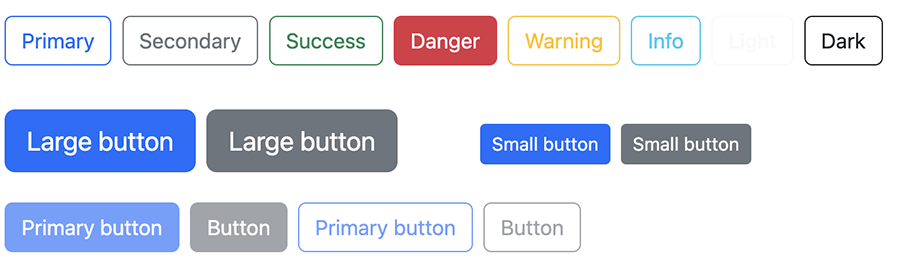 Primary Secondary Success Danger Warning Info Light Dark
Large button Large button Small button Small button
Primary button Button Primary button Button